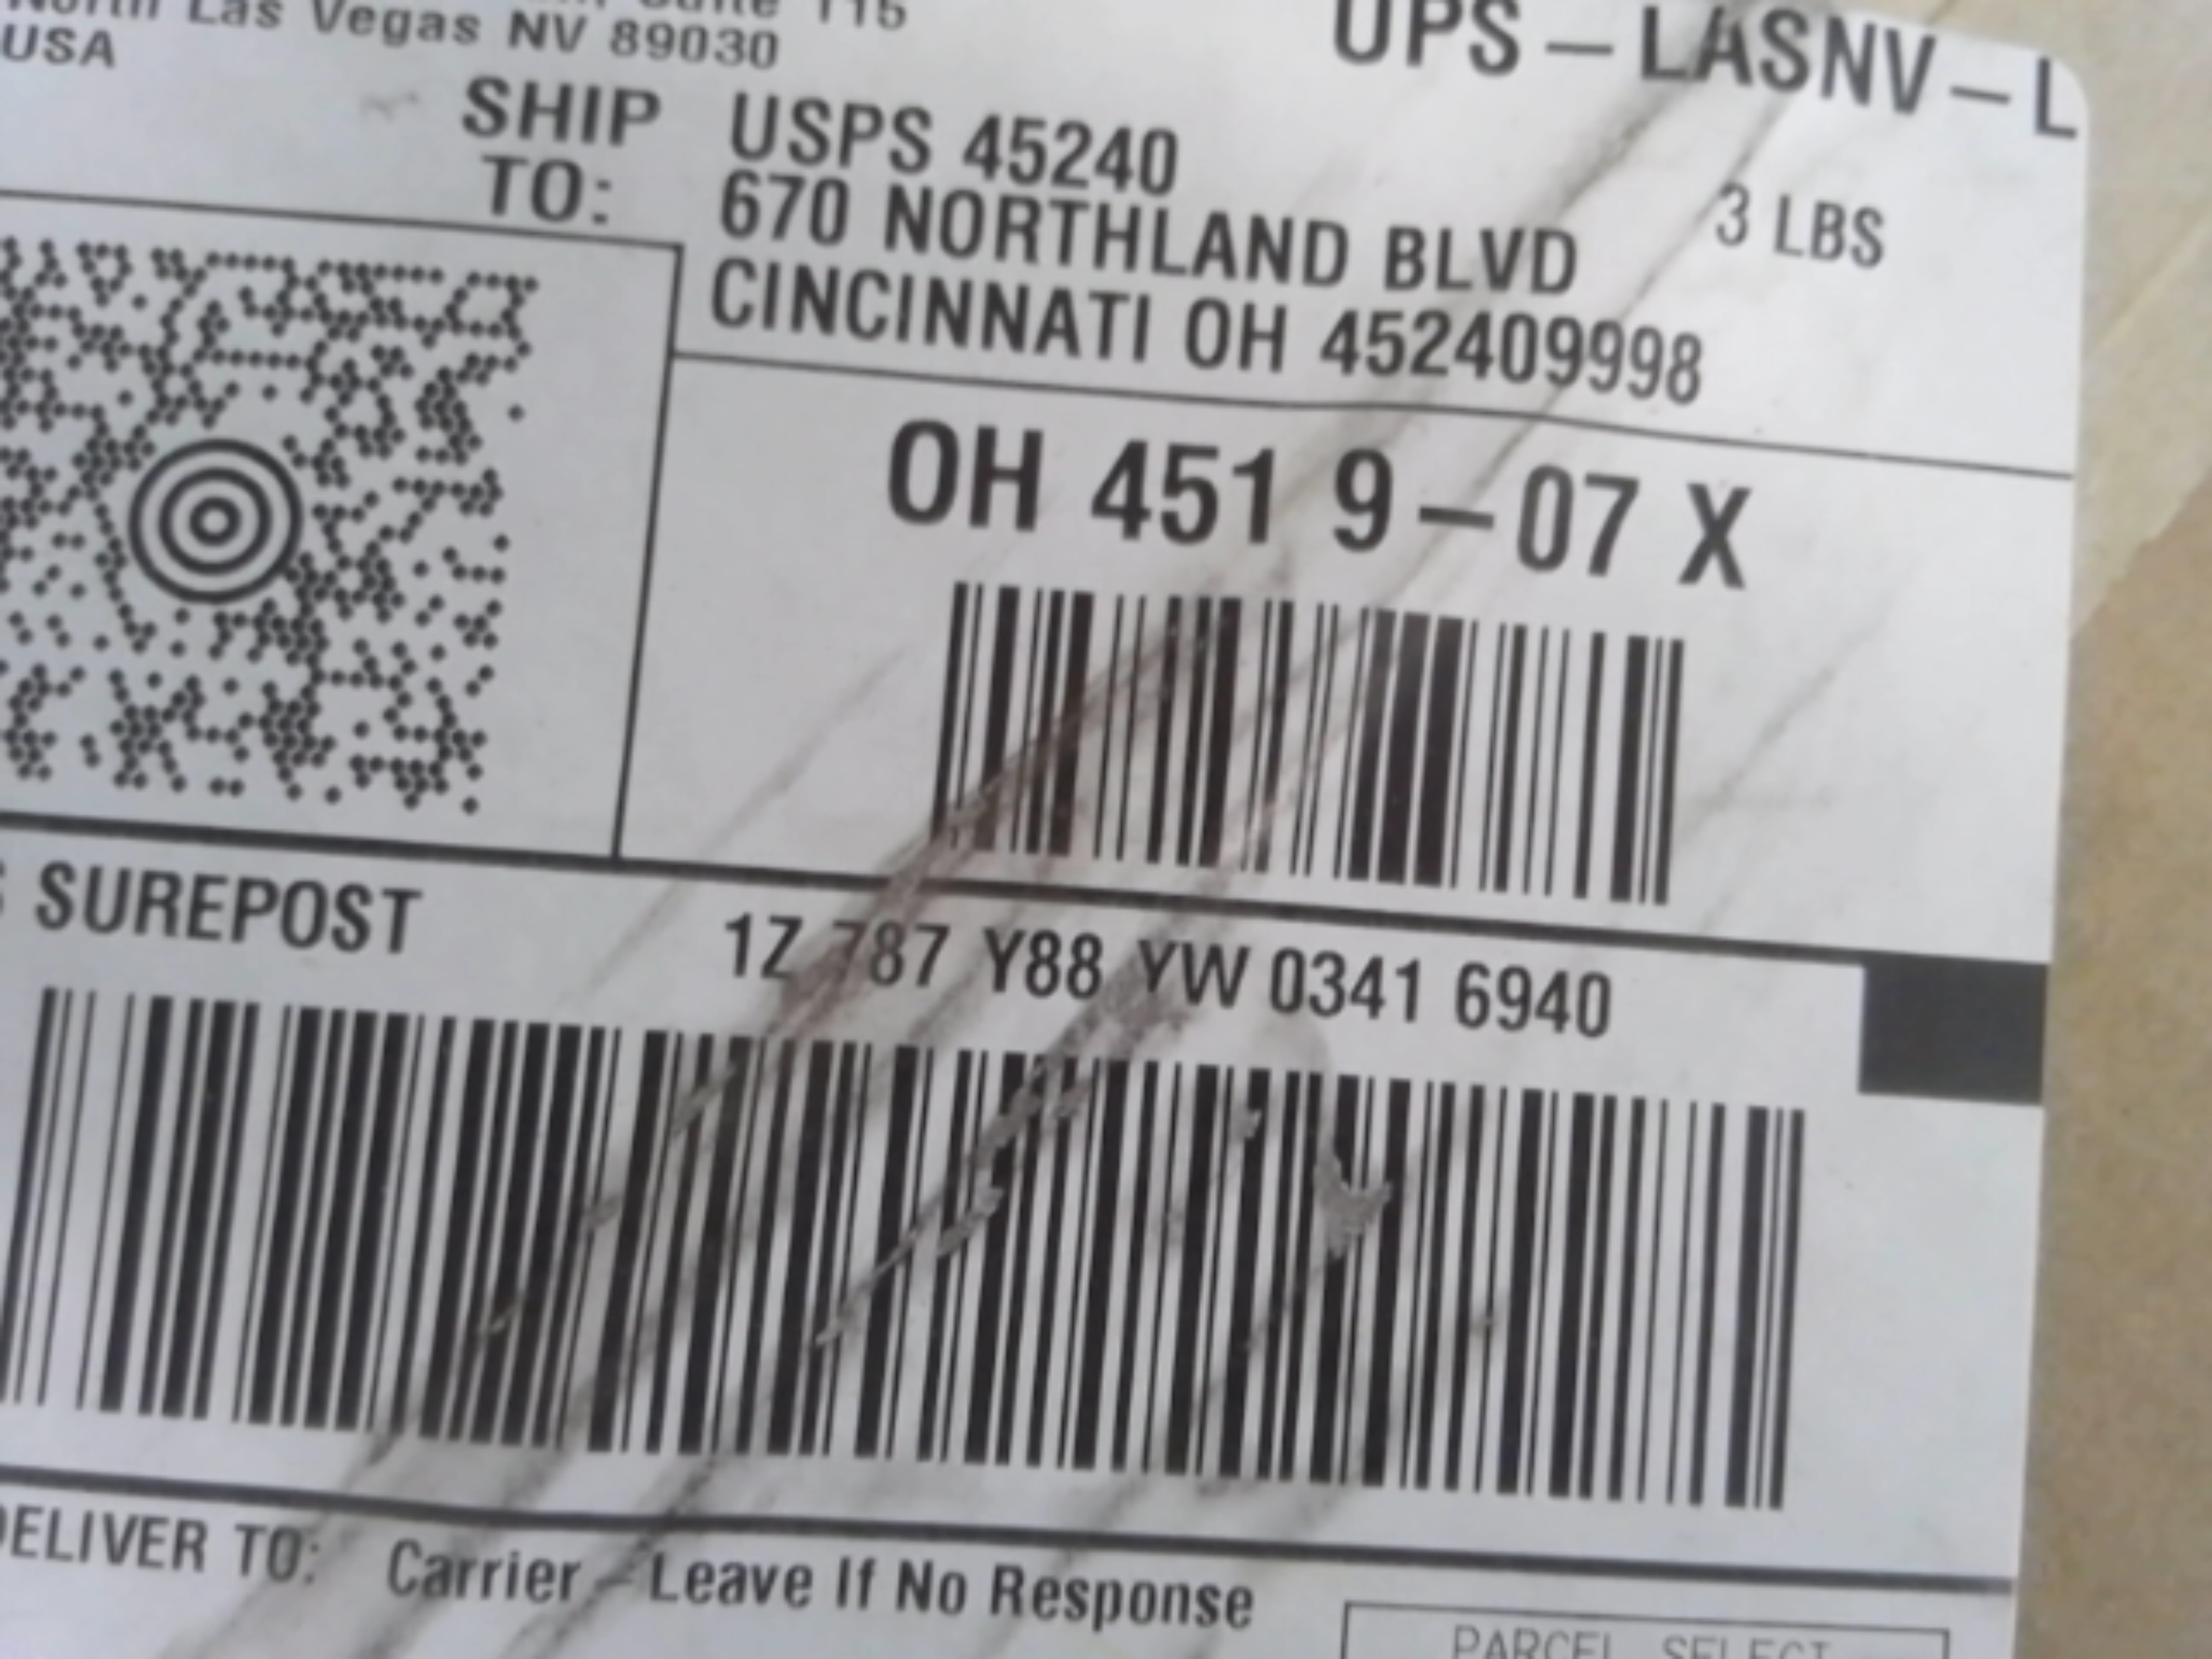 North Las Vegas NV 89030
USA
UPS – LASNV – L
SHIP TO:
USPS 45240
670 NORTHLAND BLVD
CINCINNATI OH 452409998
3 LBS
OH 451 9 – 07 X
SUREPOST
1Z 787 Y88 YW 0341 6940
DELIVER TO: Carrier – Leave If No Response
PARCEL SELECT